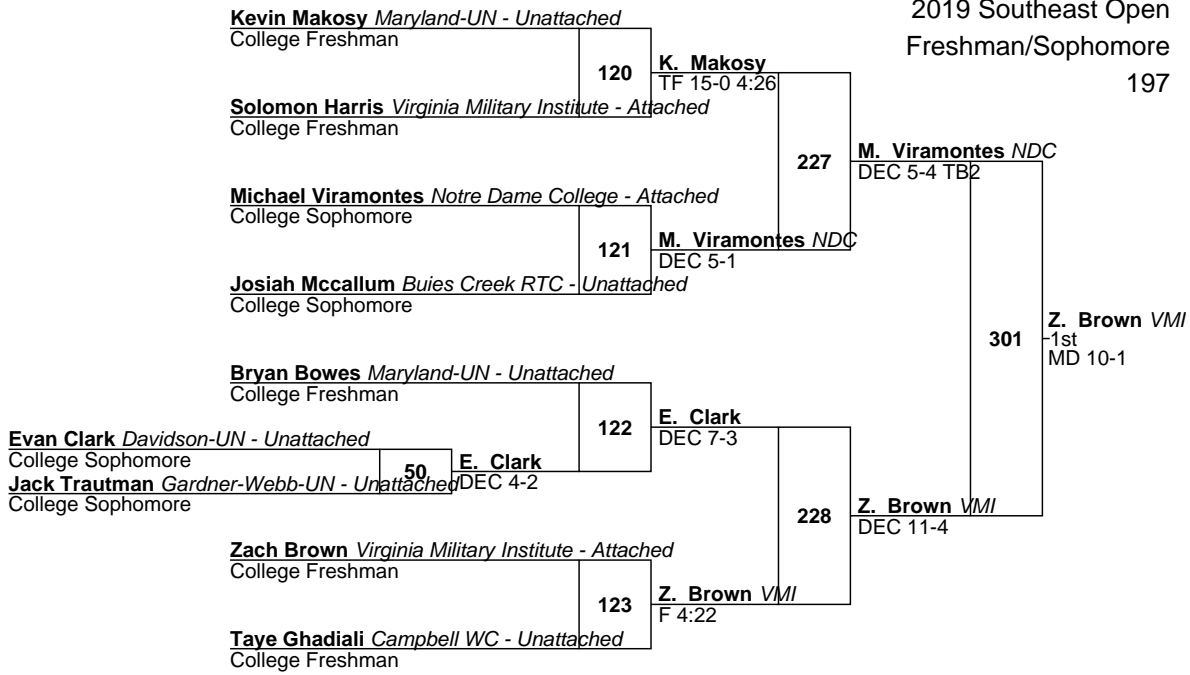 2019 Southeast Open
Freshman/Sophomore
197
Kevin Makosy Maryland-UN - Unattached
College Freshman
120
K. Makosy
TF 15-0 4:26
Solomon Harris Virginia Military Institute - Attached
College Freshman
227
M. Viramontes NDC
DEC 5-4 TB2
Michael Viramontes Notre Dame College - Attached
College Sophomore
121
M. Viramontes NDC
DEC 5-1
Josiah Mccallum Buies Creek RTC - Unattached
College Sophomore
301
Z. Brown VMI
1st
MD 10-1
Bryan Bowes Maryland-UN - Unattached
College Freshman
122
E. Clark
DEC 7-3
Evan Clark Davidson-UN - Unattached
College Sophomore
50
E. Clark
DEC 4-2
Jack Trautman Gardner-Webb-UN - Unattached
College Sophomore
228
Z. Brown VMI
DEC 11-4
Zach Brown Virginia Military Institute - Attached
College Freshman
123
Z. Brown VMI
F 4:22
Taye Ghadiali Campbell WC - Unattached
College Freshman